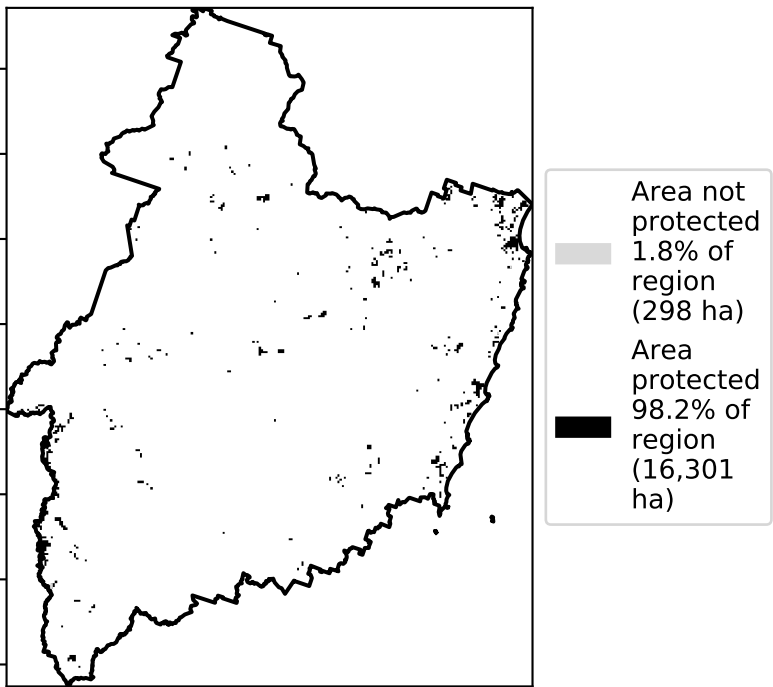 Area not
protected
1.8% of
region
(298 ha)
Area
protected
98.2% of
region
(16,301
ha)